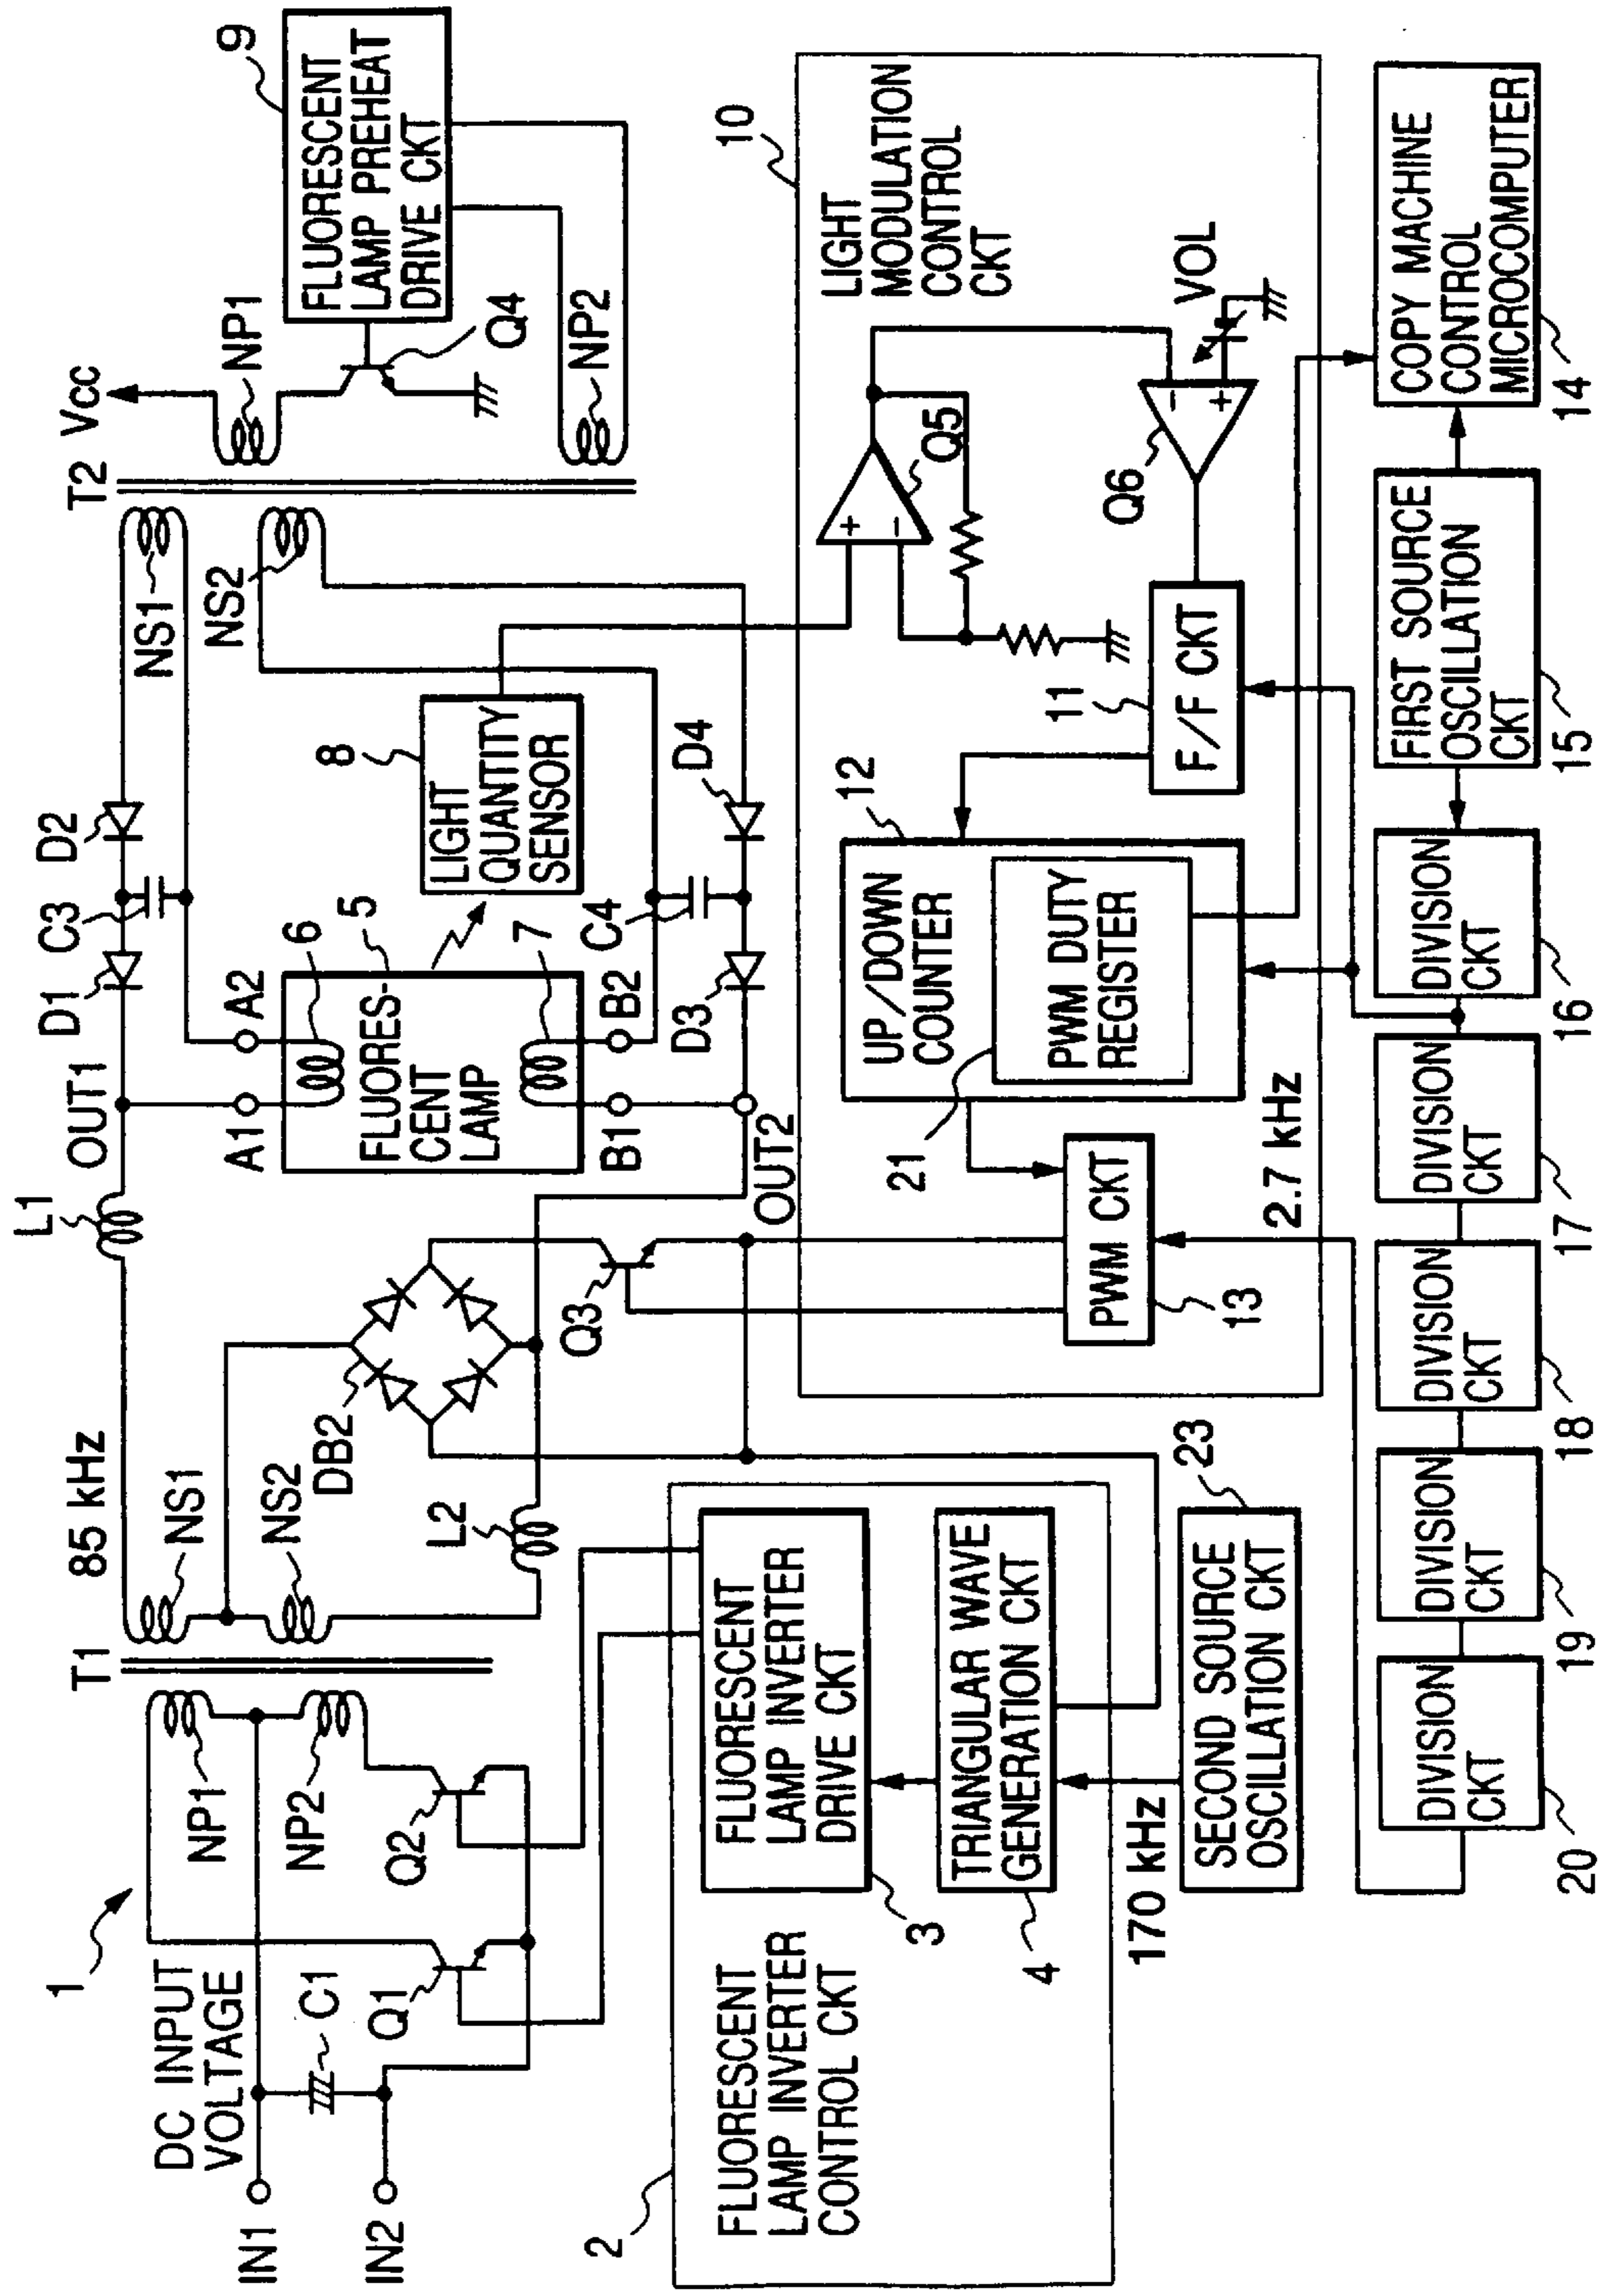 1
DC INPUT
VOLTAGE
IN1
IN2
C1
Q1
Q2
NP1
NP2
T1
85 kHz
NS1
NS2
DB2
L2
L1
OUT1
OUT2
Q3
A1
A2
B1
B2
FLUORES-
CENT
LAMP
5
6
7
D1
C3
D2
D3
C4
D4
8
LIGHT
QUANTITY
SENSOR
NS1
NS2
T2
Vcc
NP1
NP2
Q4
9
FLUORESCENT
LAMP PREHEAT
DRIVE CKT
2
FLUORESCENT
LAMP INVERTER
CONTROL CKT
FLUORESCENT
LAMP INVERTER
DRIVE CKT
3
TRIANGULAR WAVE
GENERATION CKT
4
170 kHz
SECOND SOURCE
OSCILLATION CKT
23
10
LIGHT
MODULATION
CONTROL
CKT
Q5
+
−
Q6
−
+
VOL
11
F/F CKT
12
UP/DOWN
COUNTER
PWM DUTY
REGISTER
21
PWM CKT
13
2.7 kHz
DIVISION
CKT
20
DIVISION
CKT
19
DIVISION
CKT
18
DIVISION
CKT
17
DIVISION
CKT
16
FIRST SOURCE
OSCILLATION
CKT
15
COPY MACHINE
CONTROL
MICROCOMPUTER
14